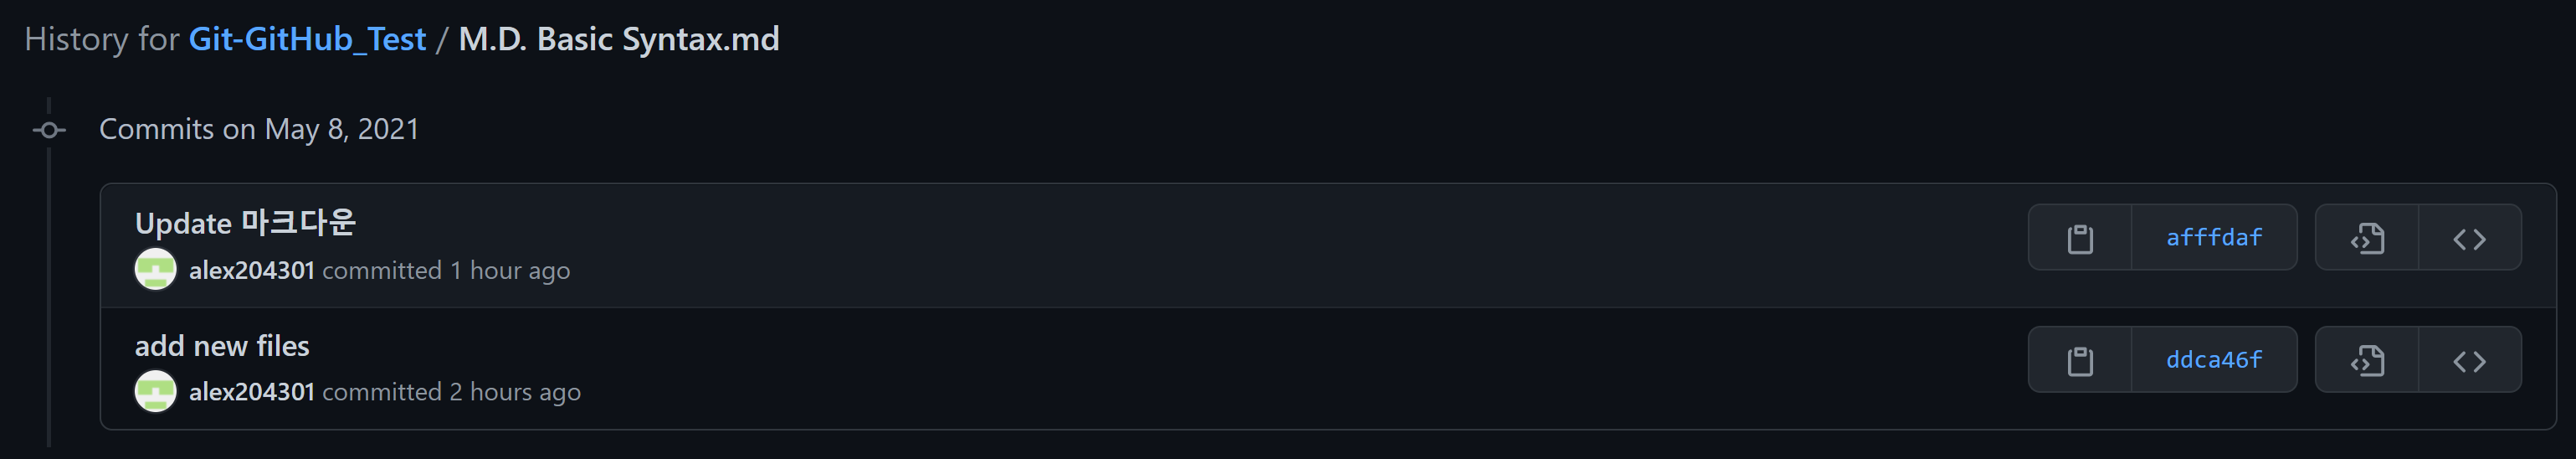 History for Git-GitHub_Test / M.D. Basic Syntax.md
Commits on May 8, 2021
Update 마크다운
alex204301 committed 1 hour ago
afffdaf
add new files
alex204301 committed 2 hours ago
ddca46f